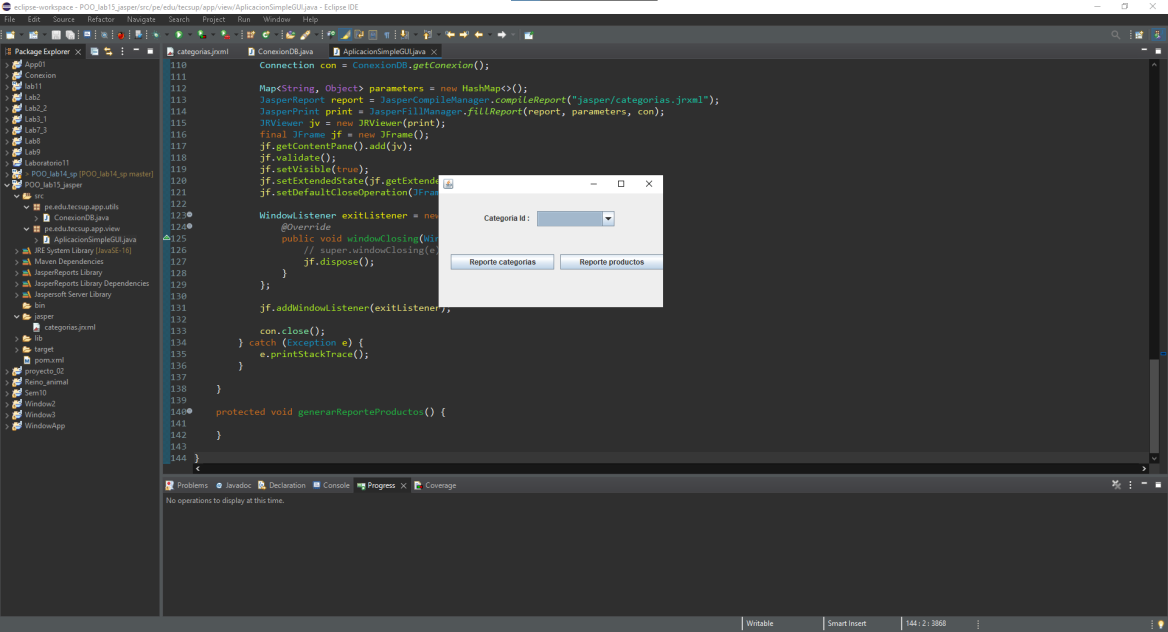 eclipse-workspace - POO_lab15_jasper/src/pe/edu/tecsup/app/view/AplicacionSimpleGUI.java - Eclipse IDE
File Edit Source Refactor Navigate Search Project Run Window Help
Package Explorer
App01
Conexion
lab11
Lab2
Lab2_2
Lab3_1
Lab7_3
Lab8
Lab9
Laboratorio11
> POO_lab14_sp [POO_lab14_sp master]
POO_lab15_jasper
src
pe.edu.tecsup.app.utils
ConexionDB.java
pe.edu.tecsup.app.view
AplicacionSimpleGUI.java
JRE System Library [JavaSE-16]
Maven Dependencies
JasperReports Library
JasperReports Library Dependencies
Jaspersoft Server Library
bin
jasper
categorias.jrxml
lib
target
pom.xml
proyecto_02
Reino_animal
Sem10
Window2
Window3
WindowApp
categorias.jrxml ConexionDB.java AplicacionSimpleGUI.java
110 Connection con = ConexionDB.getConexion();
111
112 Map<String, Object> parameters = new HashMap<>();
113 JasperReport report = JasperCompileManager.compileReport("jasper/categorias.jrxml");
114 JasperPrint print = JasperFillManager.fillReport(report, parameters, con);
115 JRViewer jv = new JRViewer(print);
116 final JFrame jf = new JFrame();
117 jf.getContentPane().add(jv);
118 jf.validate();
119 jf.setVisible(true);
120 jf.setExtendedState(jf.getExtende
121 jf.setDefaultCloseOperation(JFram
122
123 WindowListener exitListener = new
124 @Override
125 public void windowClosing(Win
126 // super.windowClosing(e)
127 jf.dispose();
128 }
129 };
130
131 jf.addWindowListener(exitListener);
132
133 con.close();
134 } catch (Exception e) {
135 e.printStackTrace();
136 }
137
138 }
139
140 protected void generarReporteProductos() {
141
142 }
143
144 }
Categoria Id :
Reporte categorias Reporte productos
Problems Javadoc Declaration Console Progress Coverage
No operations to display at this time.
Writable Smart Insert 144 : 2 : 3868